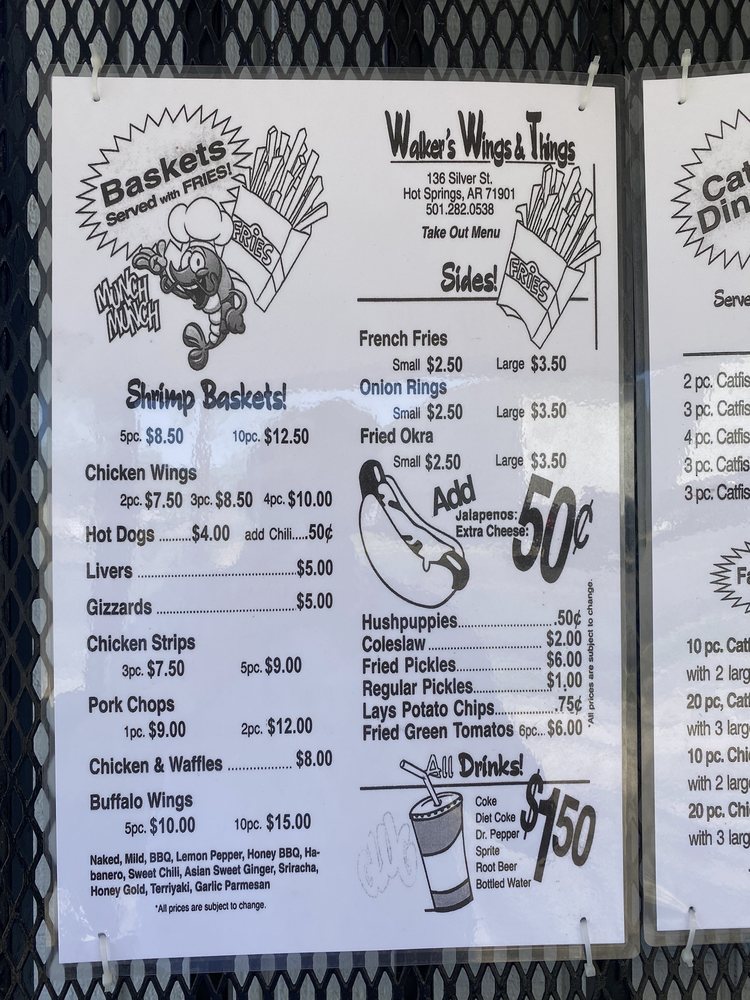 Baskets
Served with FRIES!
FRIES
MUNCH
MUNCH
Shrimp Baskets!
5pc. $8.50 10pc. $12.50
Chicken Wings
2pc. $7.50 3pc. $8.50 4pc. $10.00
Hot Dogs .........$4.00 add Chili....50¢
Livers ......................................$5.00
Gizzards ..................................$5.00
Chicken Strips
3pc. $7.50 5pc. $9.00
Pork Chops
1pc. $9.00 2pc. $12.00
Chicken & Waffles ................ $8.00
Buffalo Wings
5pc. $10.00 10pc. $15.00
Naked, Mild, BBQ, Lemon Pepper, Honey BBQ, Ha-
banero, Sweet Chili, Asian Sweet Ginger, Sriracha,
Honey Gold, Terriyaki, Garlic Parmesan
*All prices are subject to change.
Walker's Wings & Things
136 Silver St.
Hot Springs, AR 71901
501.282.0538
Take Out Menu
FRIES
Sides!
French Fries
Small $2.50 Large $3.50
Onion Rings
Small $2.50 Large $3.50
Fried Okra
Small $2.50 Large $3.50
Add
Jalapenos:
Extra Cheese:
50¢
Hushpuppies.......................50¢
Coleslaw ............................$2.00
Fried Pickles......................$6.00
Regular Pickles..................$1.00
Lays Potato Chips..............75¢
Fried Green Tomatos 6pc...$6.00
*All prices are subject to change.
All Drinks!
Coke
Diet Coke
Dr. Pepper
Sprite
Root Beer
Bottled Water
$1.50
Cat
Din
Serve
2 pc. Catfis
3 pc. Catfis
4 pc. Catfis
3 pc. Catfis
3 pc. Catfis
Fa
10 pc. Catf
with 2 larg
20 pc, Catf
with 3 larg
10 pc. Chic
with 2 larg
20 pc. Chic
with 3 larg